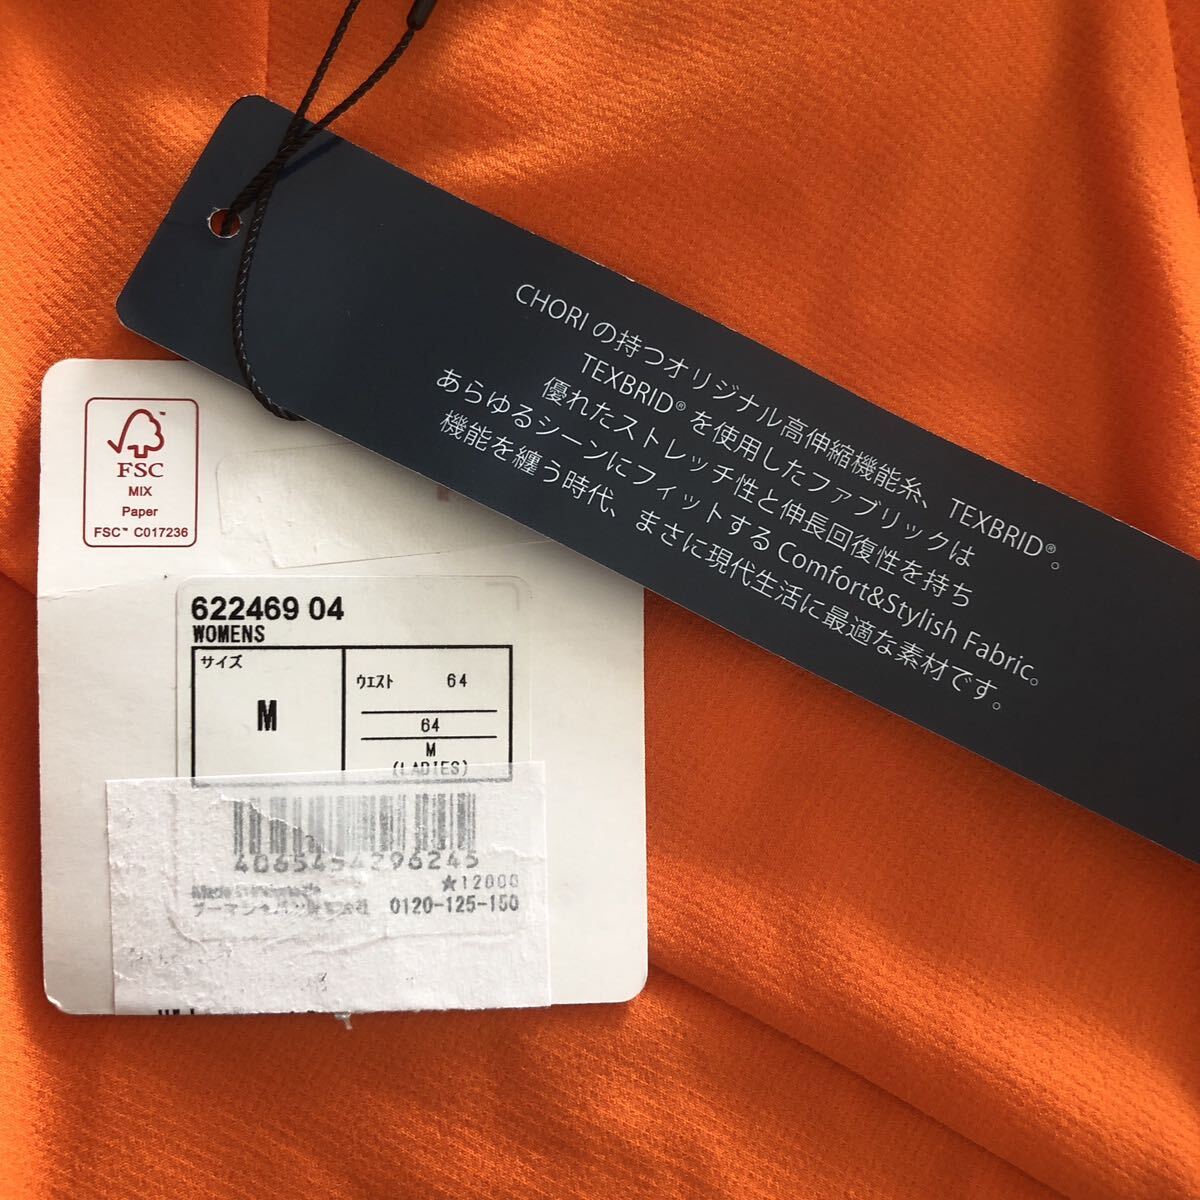 CHORI の持つオリジナル高伸縮機能糸、TEXBRID®。
TEXBRID® を使用したファブリックは
優れたストレッチ性と伸長回復性を持ち
あらゆるシーンにフィットする Comfort&Stylish Fabric。
機能を纏う時代、まさに現代生活に最適な素材です。
FSC
MIX
Paper
FSC™ C017236
622469 04
WOMENS
サイズ
M
ウエスト 64
64
M
(LADIES)
4065454296245
★12000
0120-125-150